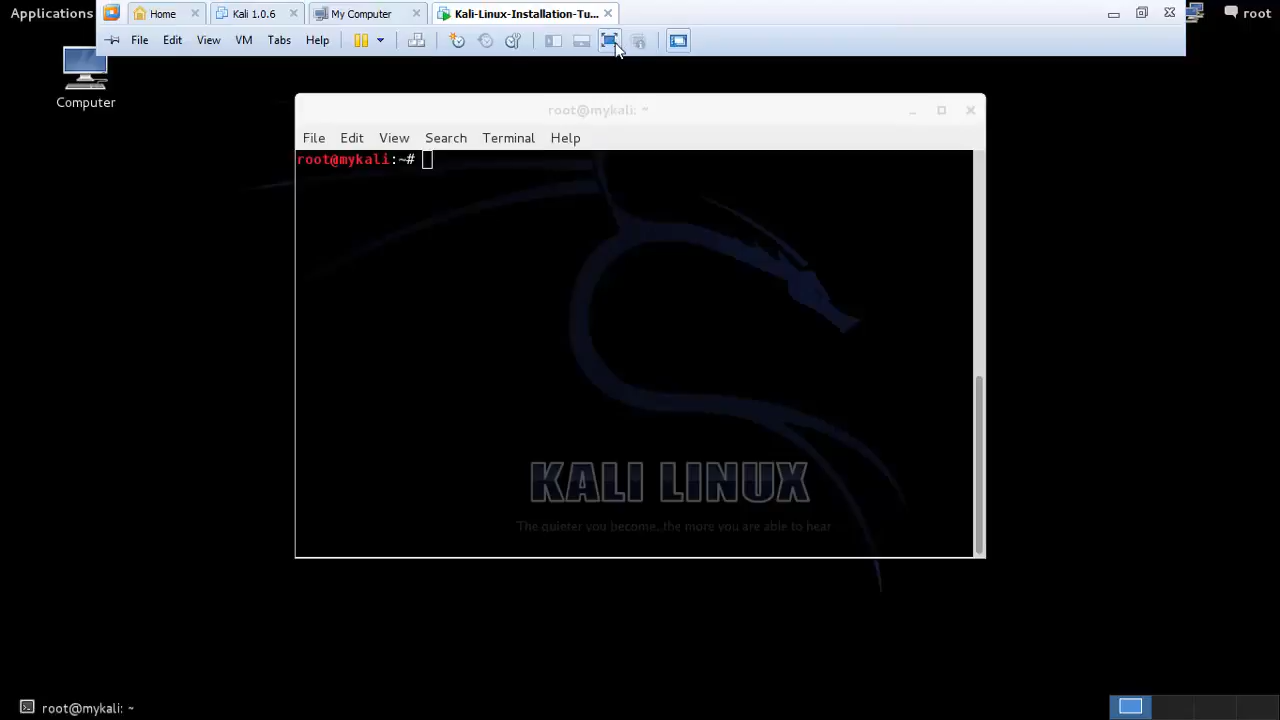 Applications
Home
Kali 1.0.6
My Computer
Kali-Linux-Installation-Tu...
root
File Edit View VM Tabs Help
Computer
root@mykali: ~
File Edit View Search Terminal Help
root@mykali:~#
KALI LINUX
The quieter you become, the more you are able to hear
root@mykali: ~